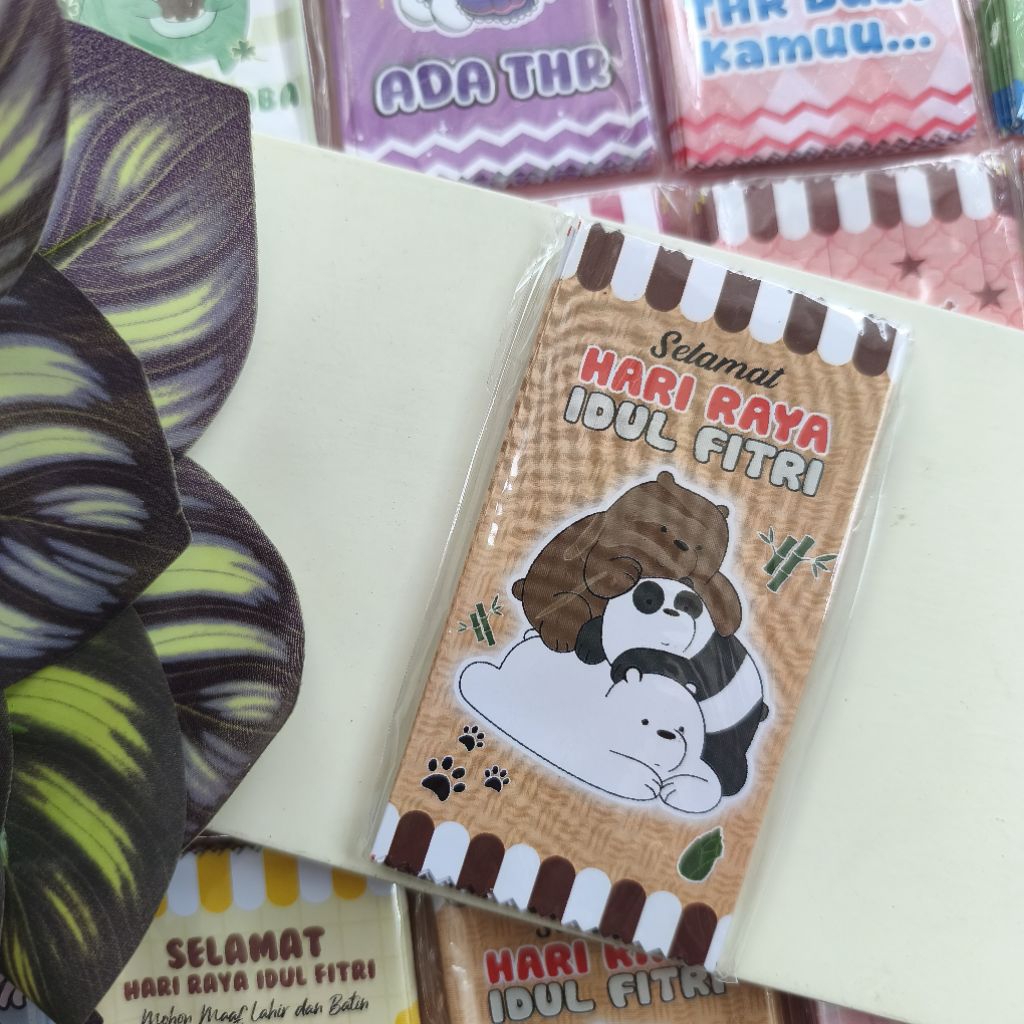 ADA THR
THR
kamuu...
Selamat
HARI RAYA
IDUL FITRI
SELAMAT
HARI RAYA IDUL FITRI
Mohon Maaf Lahir dan Batin
HARI
IDUL FITRI